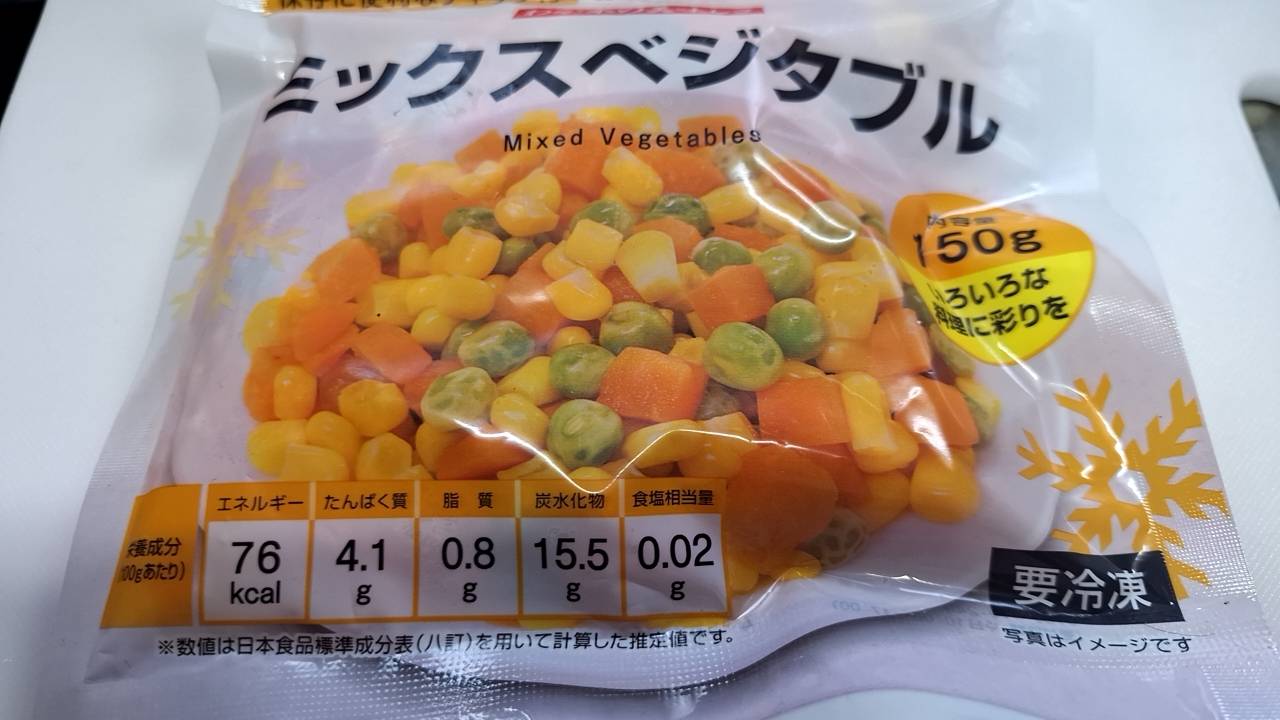 ミックスベジタブル
Mixed Vegetables
内容量
150g
いろいろな
料理に彩りを
栄養成分
(100gあたり)
エネルギー たんぱく質 脂質 炭水化物 食塩相当量
76 4.1 0.8 15.5 0.02
kcal g g g g
※数値は日本食品標準成分表(八訂)を用いて計算した推定値です。
要冷凍
写真はイメージです